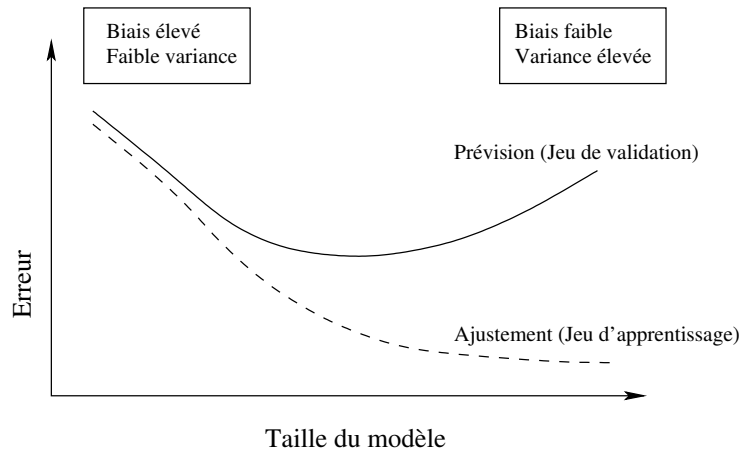 Biais élevé
Faible variance
Biais faible
Variance élevée
Prévision (Jeu de validation)
Erreur
Ajustement (Jeu d'apprentissage)
Taille du modèle